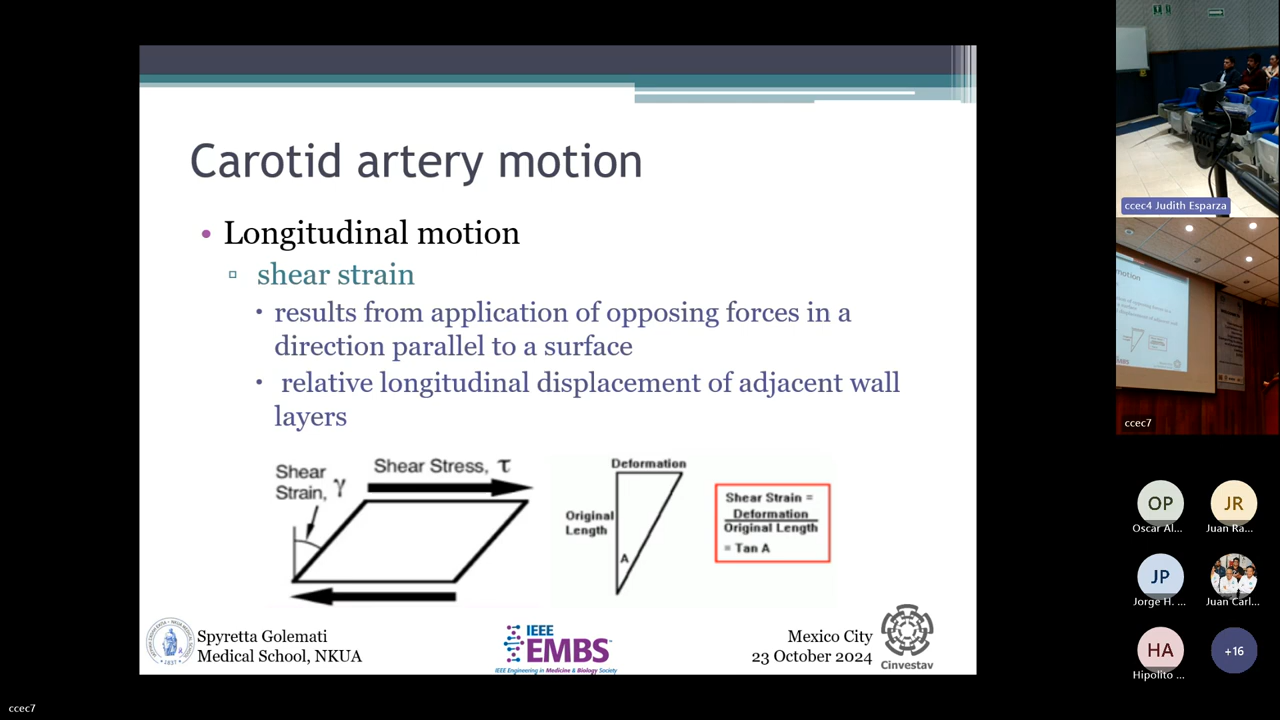 Carotid artery motion
• Longitudinal motion
▫ shear strain
• results from application of opposing forces in a
direction parallel to a surface
• relative longitudinal displacement of adjacent wall
layers
Shear
Strain, γ
Shear Stress, τ
Deformation
Original
Length
A
Shear Strain =
Deformation
Original Length
= Tan A
Spyretta Golemati
Medical School, NKUA
IEEE
EMBS
IEEE Engineering in Medicine & Biology Society
Mexico City
23 October 2024
Cinvestav
ccec4 Judith Esparza
ccec7
OP
Oscar Al...
JR
Juan Ra...
JP
Jorge H. ...
Juan Carl...
HA
Hipolito ...
+16
ccec7